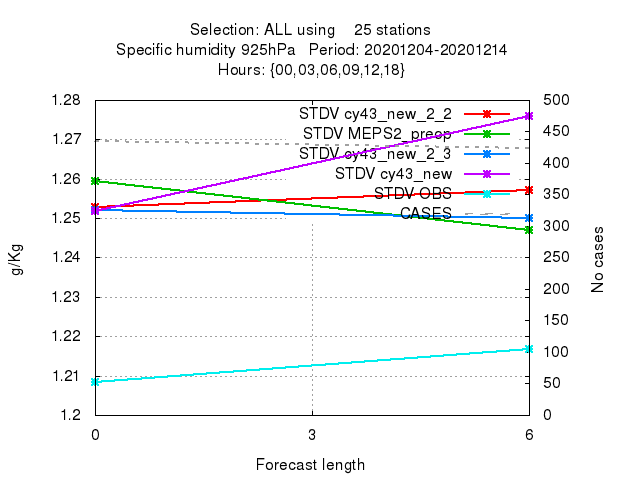 Selection: ALL using 25 stations
Specific humidity 925hPa Period: 20201204-20201214
Hours: {00,03,06,09,12,18}
1.28
1.27
1.26
1.25
1.24
1.23
1.22
1.21
1.2
g/Kg
STDV cy43_new_2_2
STDV MEPS2_preop
STDV cy43_new_2_3
STDV cy43_new
STDV OBS
CASES
500
450
400
350
300
250
200
150
100
50
0
No cases
0 3 6
Forecast length